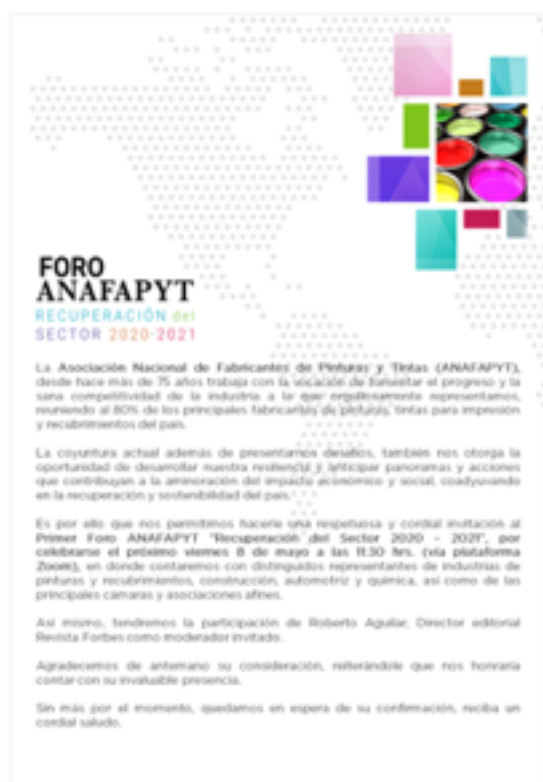 FORO
ANAFAPYT
RECUPERACIÓN del
SECTOR 2020-2021
La Asociación Nacional de Fabricantes de Pinturas y Tintas (ANAFAPYT),
desde hace más de 75 años trabaja con la vocación de fomentar el progreso y la
sana competitividad de la industria a la que orgullosamente representamos,
reuniendo al 80% de los principales fabricantes de pinturas, tintas para impresión
y recubrimientos del país.
La coyuntura actual además de presentarnos desafíos, también nos otorga la
oportunidad de desarrollar nuestra resiliencia y anticipar panoramas y acciones
que contribuyan a la aminoración del impacto económico y social, coadyuvando
en la recuperación y sostenibilidad del país.
Es por ello que nos permitimos hacerle una respetuosa y cordial invitación al
Primer Foro ANAFAPYT "Recuperación del Sector 2020 - 2021", por
celebrarse el próximo viernes 8 de mayo a las 11:30 hrs. (vía plataforma
Zoom), en donde contaremos con distinguidos representantes de industrias de
pinturas y recubrimientos, construcción, automotriz y química, así como de las
principales cámaras y asociaciones afines.
Así mismo, tendremos la participación de Roberto Aguilar, Director editorial
Revista Forbes como moderador invitado.
Agradecemos de antemano su consideración, reiterándole que nos honraría
contar con su invaluable presencia.
Sin más por el momento, quedamos en espera de su confirmación, reciba un
cordial saludo.